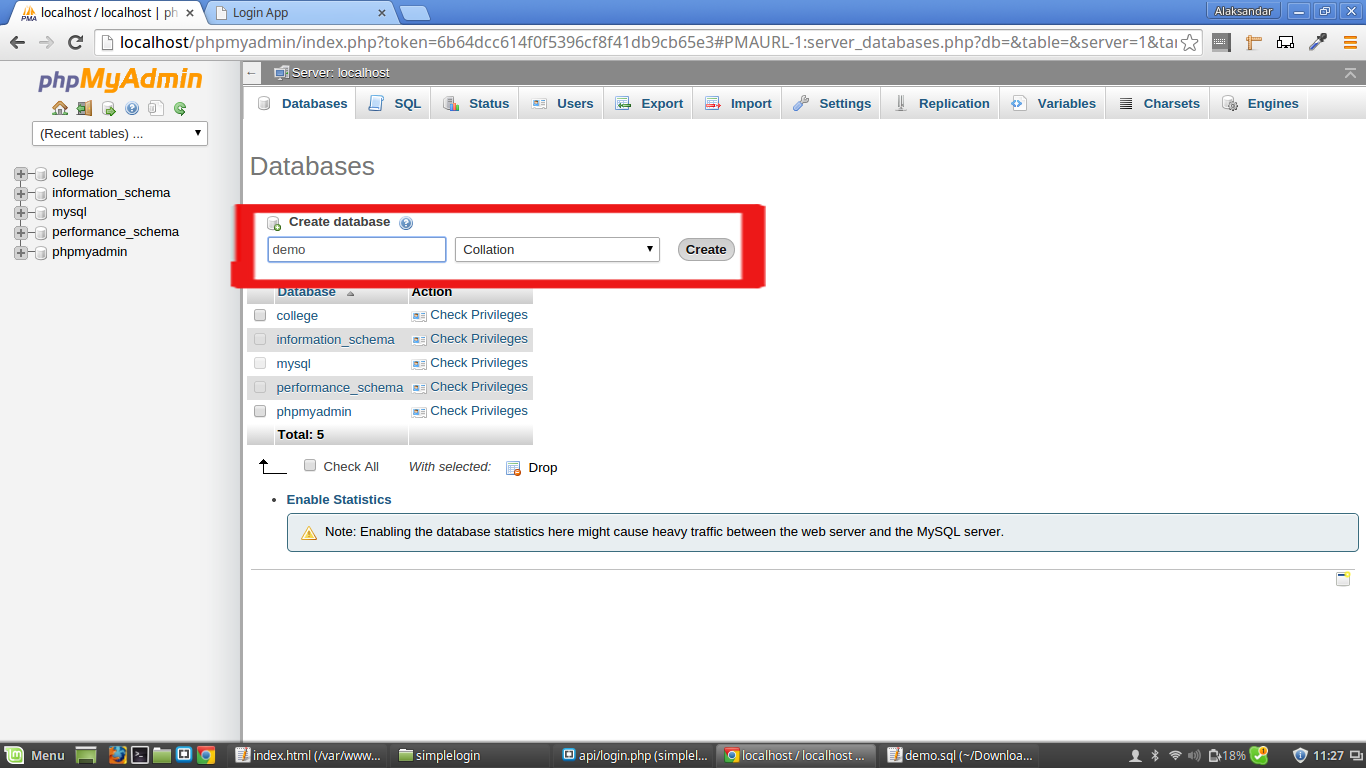 localhost / localhost | ph
Login App
Alaksandar
localhost/phpmyadmin/index.php?token=6b64dcc614f0f5396cf8f41db9cb65e3#PMAURL-1:server_databases.php?db=&table=&server=1&tar
phpMyAdmin
(Recent tables) ...
college
information_schema
mysql
performance_schema
phpmyadmin
Server: localhost
Databases SQL Status Users Export Import Settings Replication Variables Charsets Engines
Databases
Create database
demo Collation Create
Database Action
college Check Privileges
information_schema Check Privileges
mysql Check Privileges
performance_schema Check Privileges
phpmyadmin Check Privileges
Total: 5
Check All With selected: Drop
• Enable Statistics
Note: Enabling the database statistics here might cause heavy traffic between the web server and the MySQL server.
Menu index.html (/var/www... simplelogin api/login.php (simplel... localhost / localhost ... demo.sql (~/Downloa... 18% 11:27